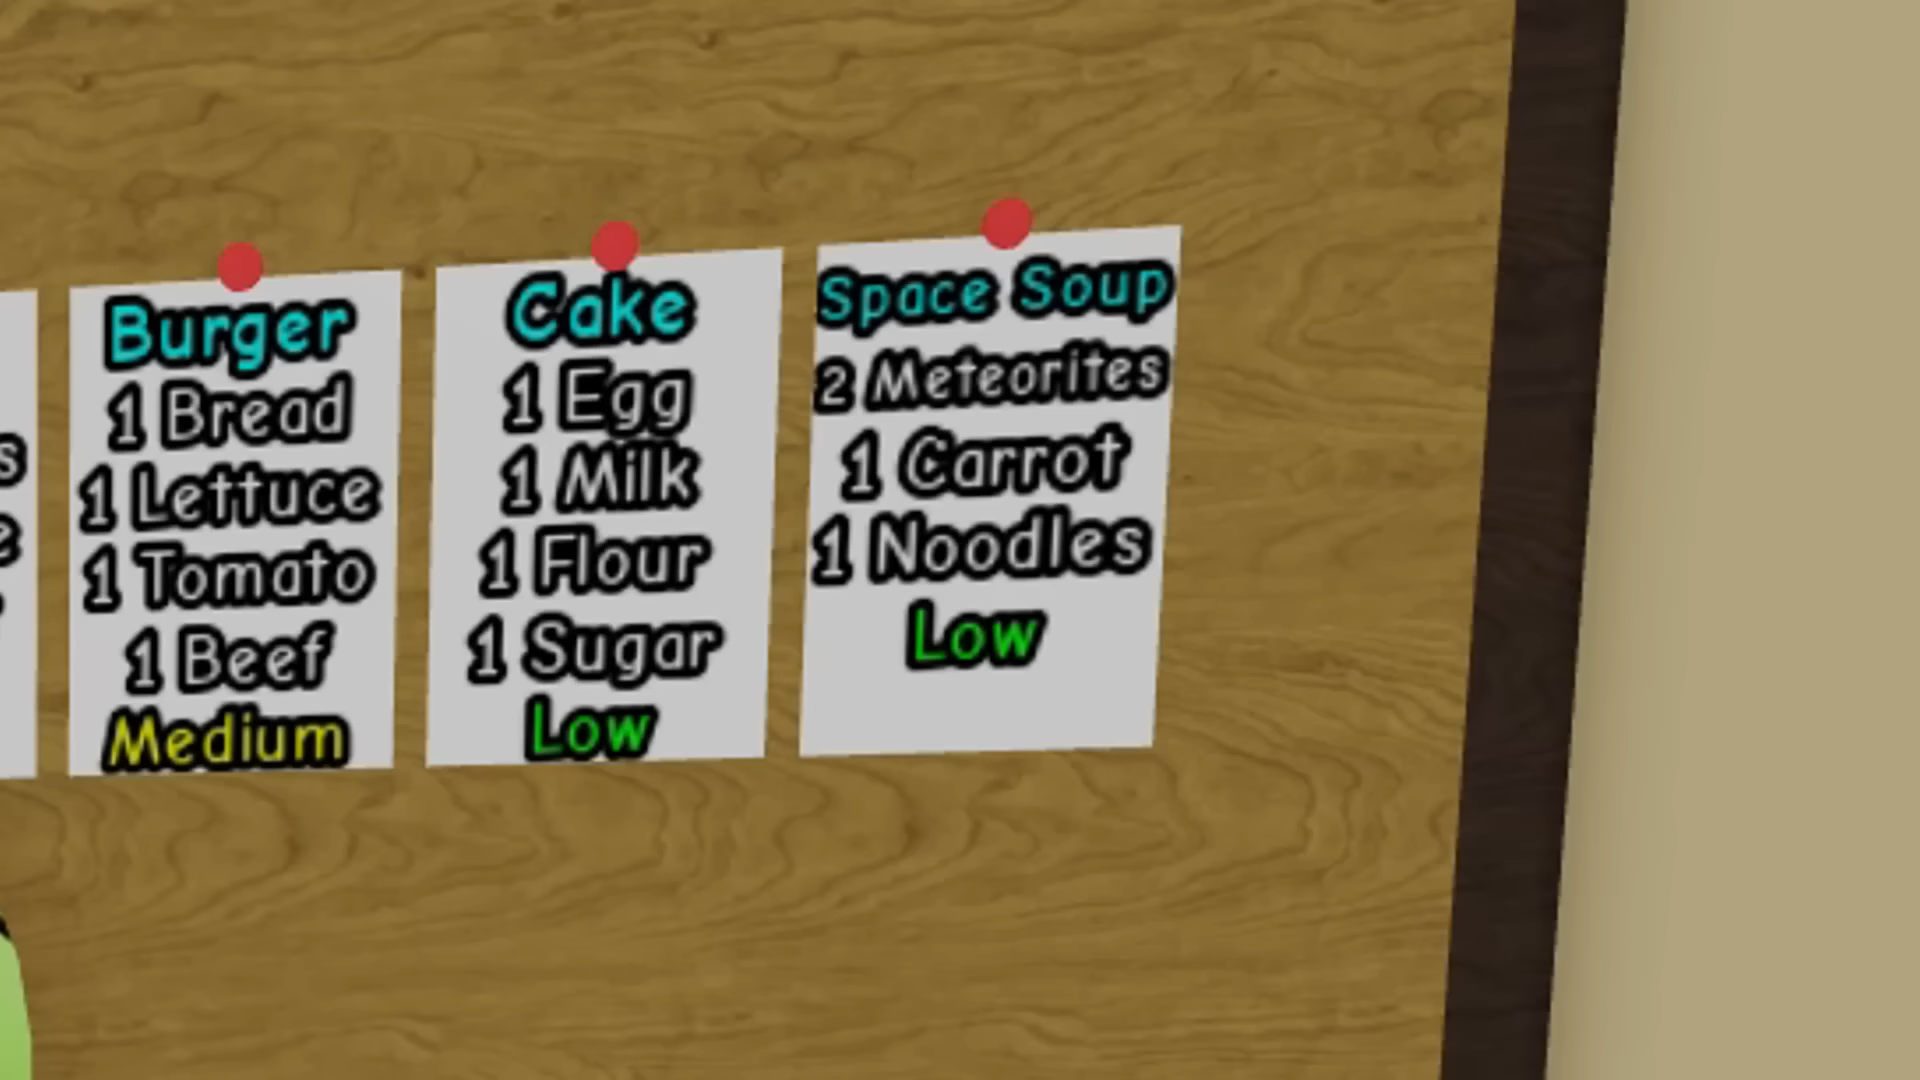 Burger
1 Bread
1 Lettuce
1 Tomato
1 Beef
Medium
Cake
1 Egg
1 Milk
1 Flour
1 Sugar
Low
Space Soup
2 Meteorites
1 Carrot
1 Noodles
Low